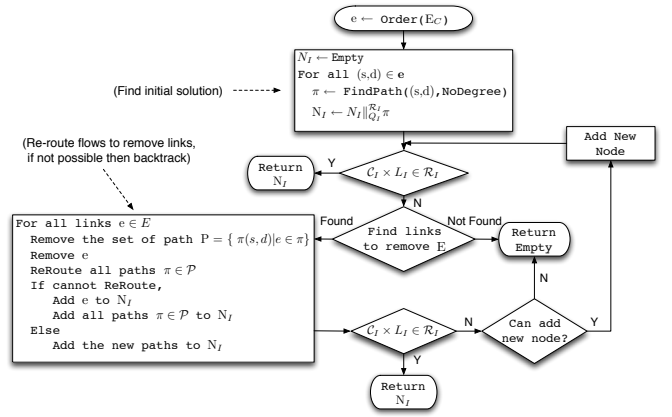 e ← Order(E_C)
N_I ← Empty
For all (s,d) ∈ e
π ← FindPath((s,d),NoDegree)
N_I ← N_I ∥^{R_I}_{Q_I} π
(Find initial solution)
(Re-route flows to remove links,
if not possible then backtrack)
Add New
Node
Return
N_I
Y
C_I × L_I ∈ R_I
N
Found
Find links
to remove E
Not Found
Return
Empty
For all links e ∈ E
Remove the set of path P = { π(s,d)|e ∈ π}
Remove e
ReRoute all paths π ∈ P
If cannot ReRoute,
Add e to N_I
Add all paths π ∈ P to N_I
Else
Add the new paths to N_I
C_I × L_I ∈ R_I
N
N
Can add
new node?
Y
Y
Return
N_I